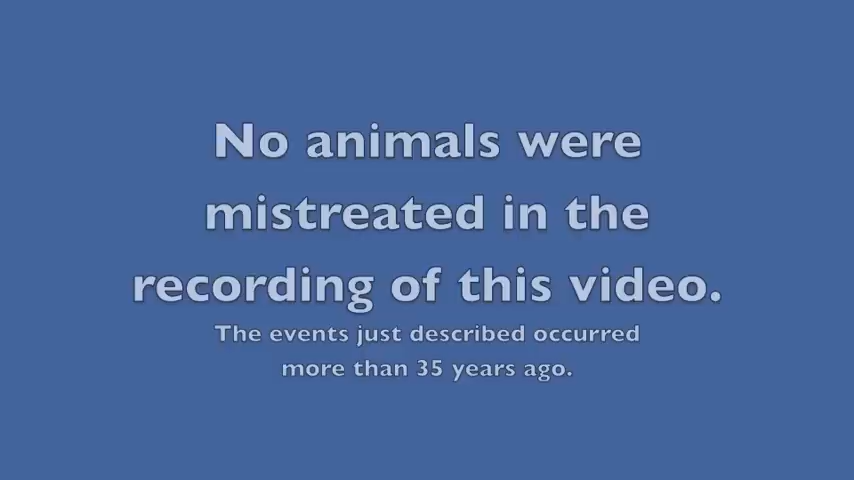 No animals were
mistreated in the
recording of this video.
The events just described occurred
more than 35 years ago.